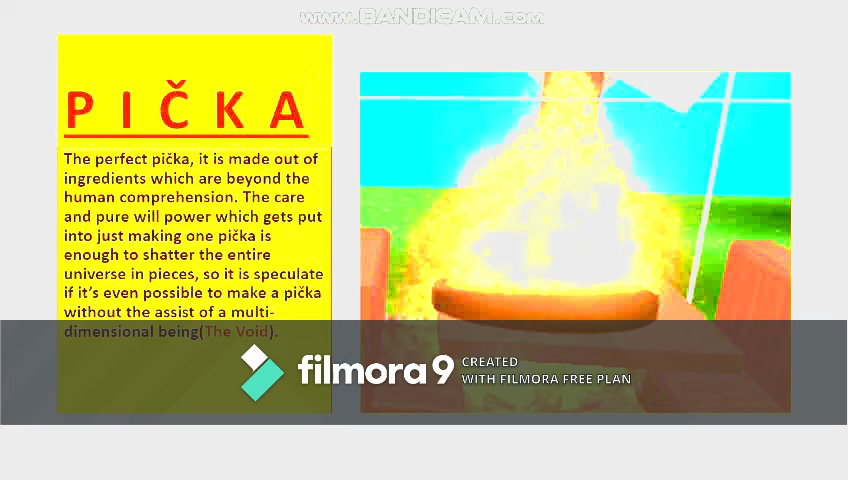 www.BANDICAM.com
PIČKA
The perfect pička, it is made out of
ingredients which are beyond the
human comprehension. The care
and pure will power which gets put
into just making one pička is
enough to shatter the entire
universe in pieces, so it is speculate
if it's even possible to make a pička
without the assist of a multi-
dimensional being(The Void).
filmora9
CREATED
WITH FILMORA FREE PLAN